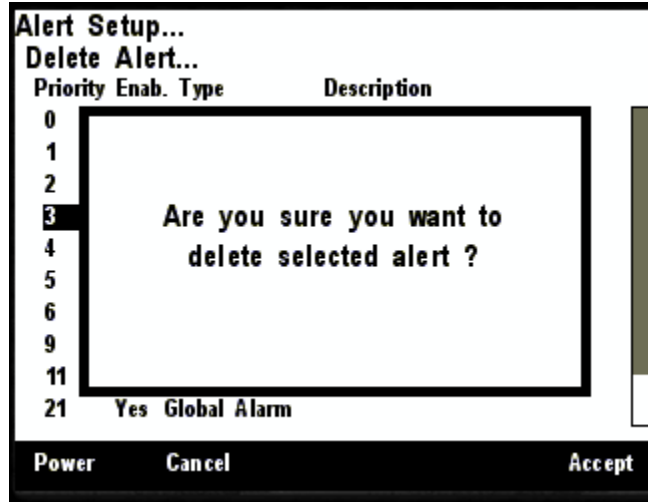 Alert Setup...
Delete Alert...
Priority Enab. Type Description
0
1
2
3
Are you sure you want to
4
delete selected alert ?
5
6
9
11
21 Yes Global Alarm
Power Cancel Accept